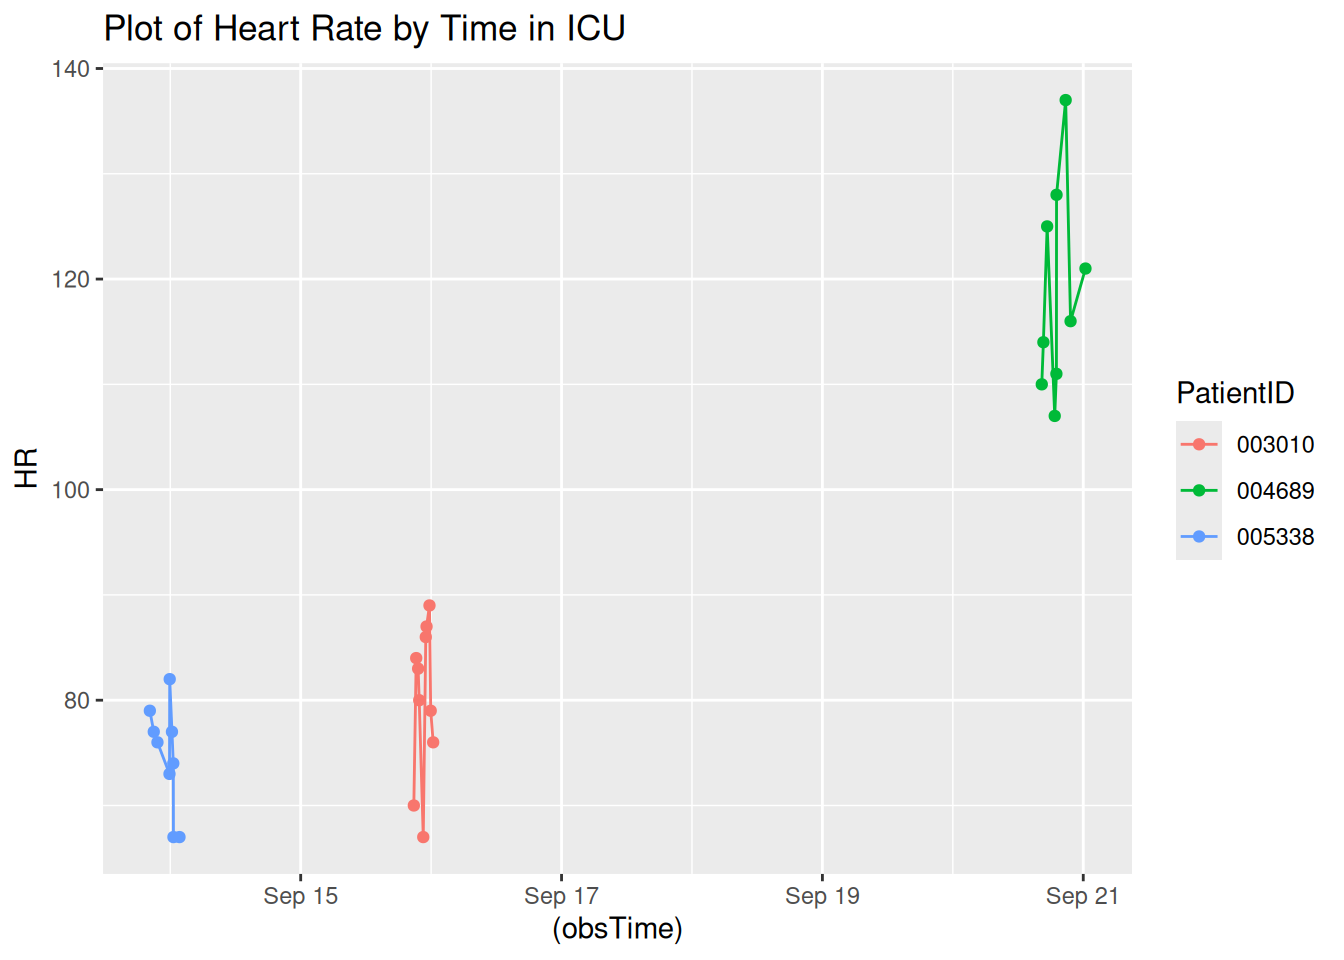 Plot of Heart Rate by Time in ICU
140
120
100
80
HR
Sep 15
Sep 17
Sep 19
Sep 21
(obsTime)
PatientID
003010
004689
005338